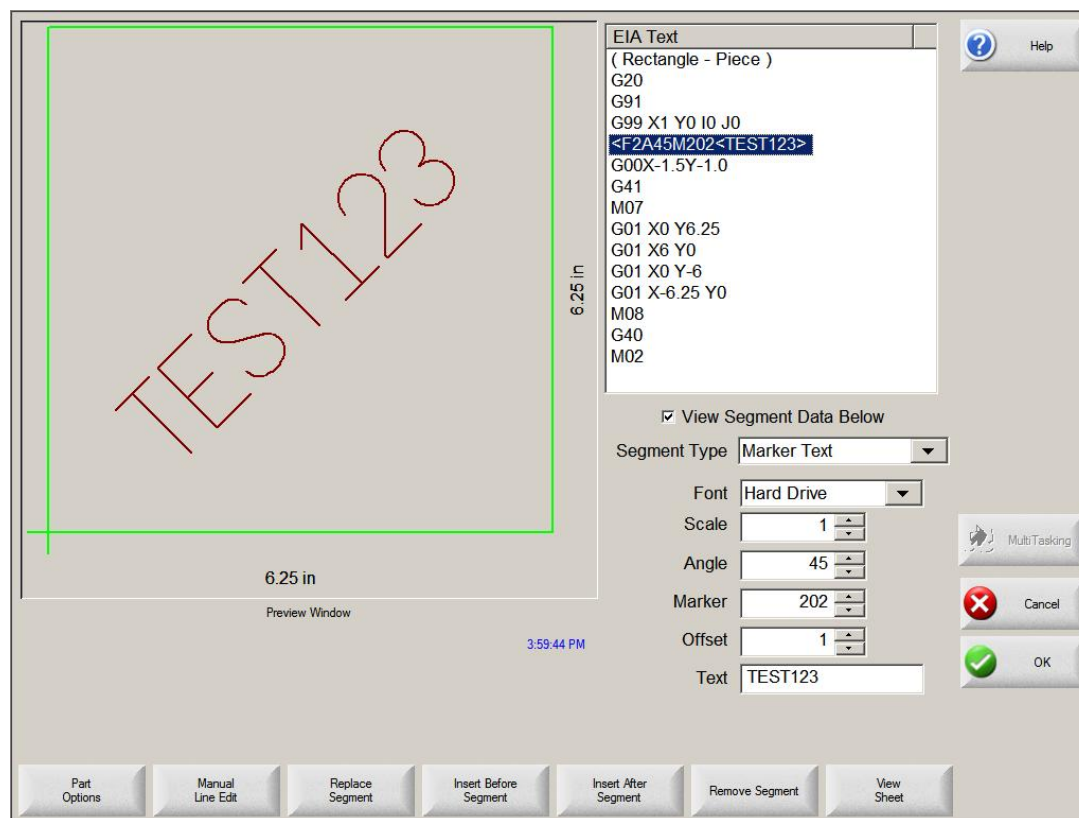 TEST123
6.25 in
6.25 in
Preview Window
3:59:44 PM
EIA Text
( Rectangle - Piece )
G20
G91
G99 X1 Y0 I0 J0
<F2A45M202<TEST123>
G00X-1.5Y-1.0
G41
M07
G01 X0 Y6.25
G01 X6 Y0
G01 X0 Y-6
G01 X-6.25 Y0
M08
G40
M02
View Segment Data Below
Segment Type Marker Text
Font Hard Drive
Scale 1
Angle 45
Marker 202
Offset 1
Text TEST123
Help
MultiTasking
Cancel
OK
Part
Options
Manual
Line Edit
Replace
Segment
Insert Before
Segment
Insert After
Segment
Remove Segment
View
Sheet